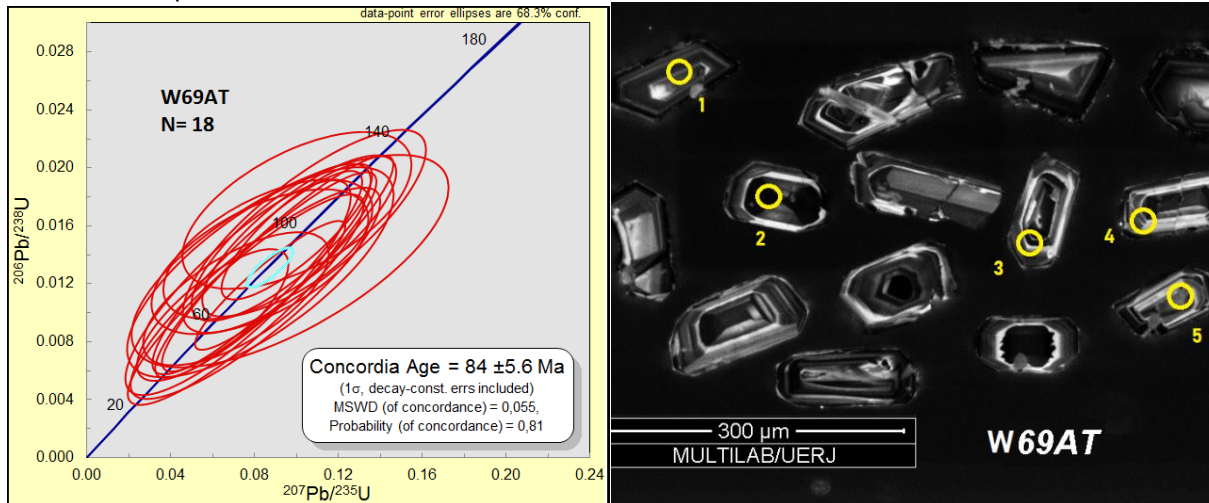 data-point error ellipses are 68.3% conf.
0.028
0.024
0.020
0.016
0.012
0.008
0.004
0.000
206Pb/238U
180
140
100
60
20
W69AT
N= 18
Concordia Age = 84 ±5.6 Ma
(1σ, decay-const. errs included)
MSWD (of concordance) = 0,055,
Probability (of concordance) = 0,81
0.00
0.04
0.08
0.12
0.16
0.20
0.24
207Pb/235U
1
2
3
4
5
300 µm
MULTILAB/UERJ
W69AT